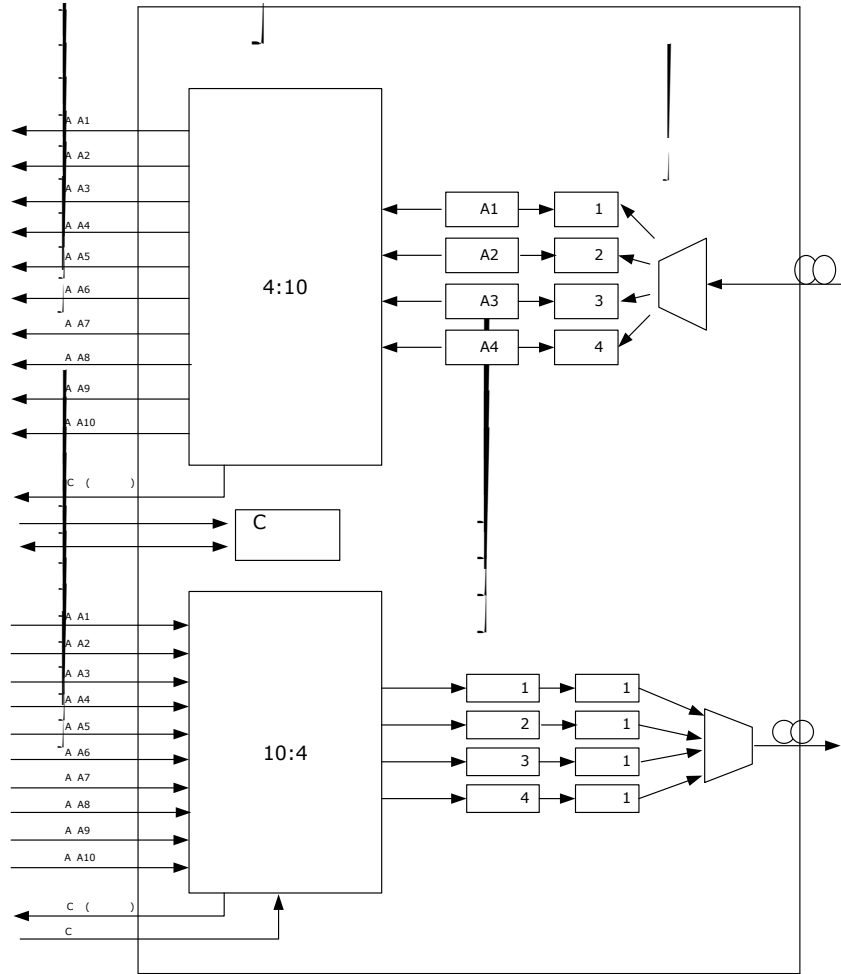 A A1
A A2
A A3
A A4
A A5
A A6
A A7
A A8
A A9
A A10
4:10
A1 1
A2 2
A3 3
A4 4
C ( )
C
A A1
A A2
A A3
A A4
A A5
A A6
A A7
A A8
A A9
A A10
10:4
1 1
2 1
3 1
4 1
C ( )
C